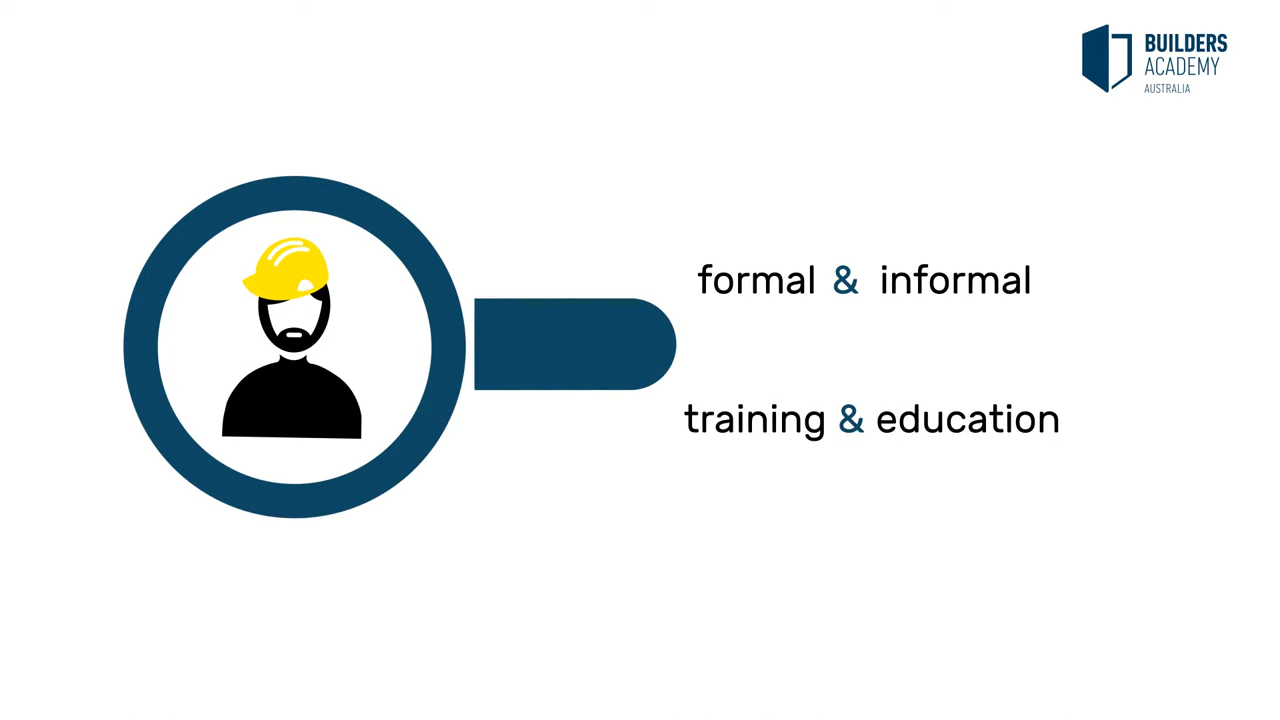 BUILDERS
ACADEMY
AUSTRALIA
formal & informal
training & education